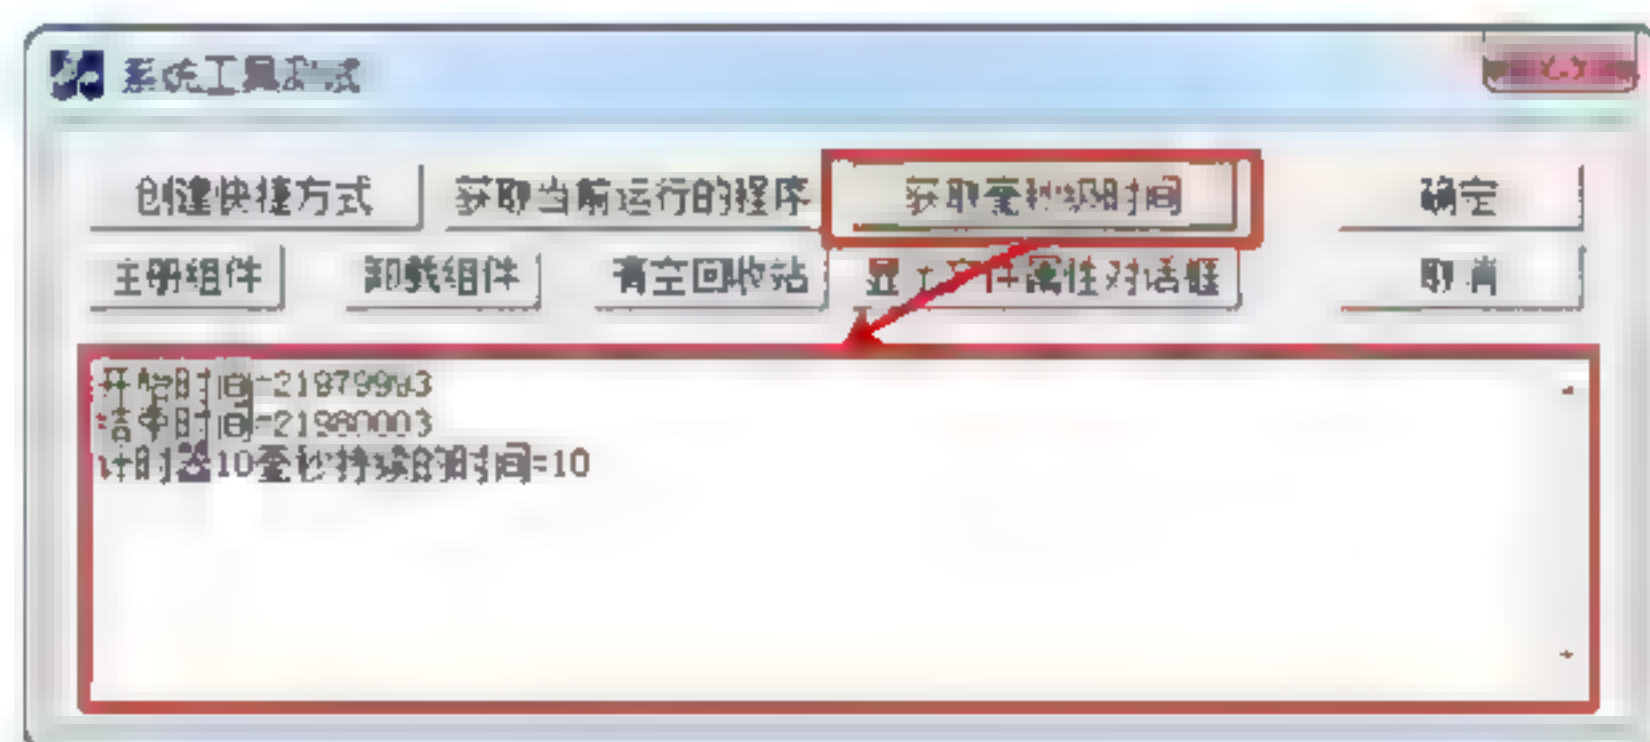 系统工具测试
创建快捷方式 获取当前运行的程序 获取毫秒级时间 确定
注册组件 卸载组件 清空回收站 显示文件属性对话框 取消
开始时间=
结束时间=21980003
计时器10毫秒持续的时间=10